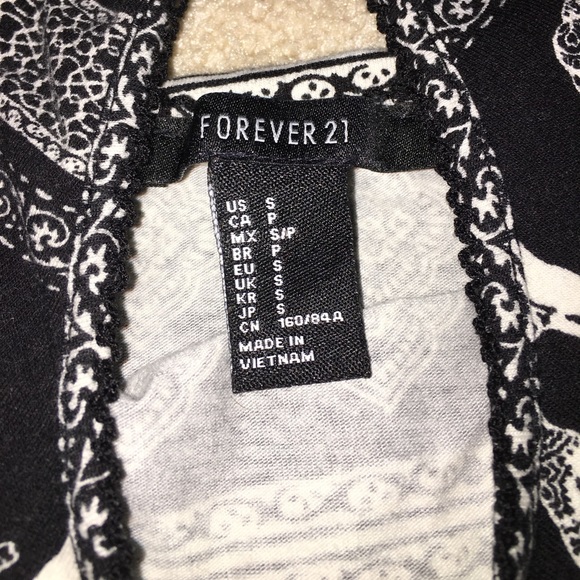 FOREVER 21
US S
CA P
MX S/P
BR P
EU S
UK S
KR S
JP S
CN 160/84A
MADE IN
VIETNAM